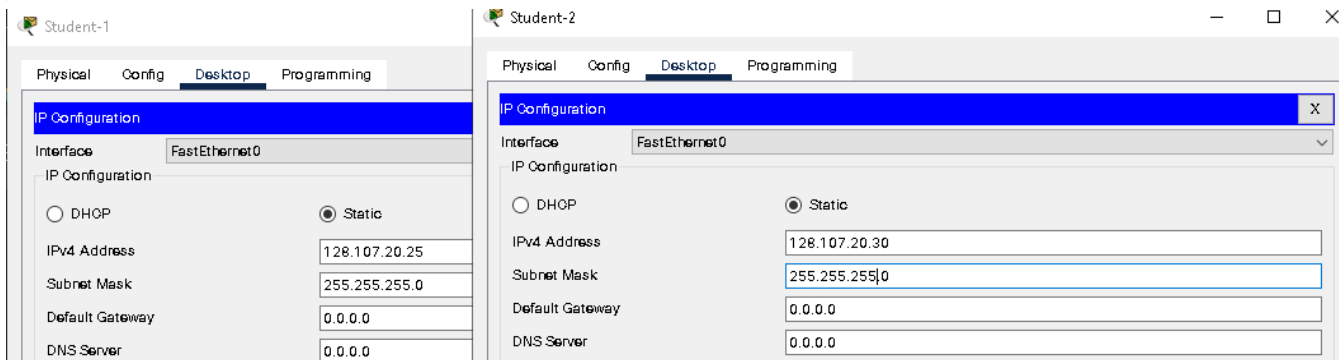 Student-1
Physical Config Desktop Programming
IP Configuration
Interface FastEthernet0
IP Configuration
DHCP Static
IPv4 Address 128.107.20.25
Subnet Mask 255.255.255.0
Default Gateway 0.0.0.0
DNS Server 0.0.0.0
Student-2
Physical Config Desktop Programming
IP Configuration X
Interface FastEthernet0
IP Configuration
DHCP Static
IPv4 Address 128.107.20.30
Subnet Mask 255.255.255.0
Default Gateway 0.0.0.0
DNS Server 0.0.0.0